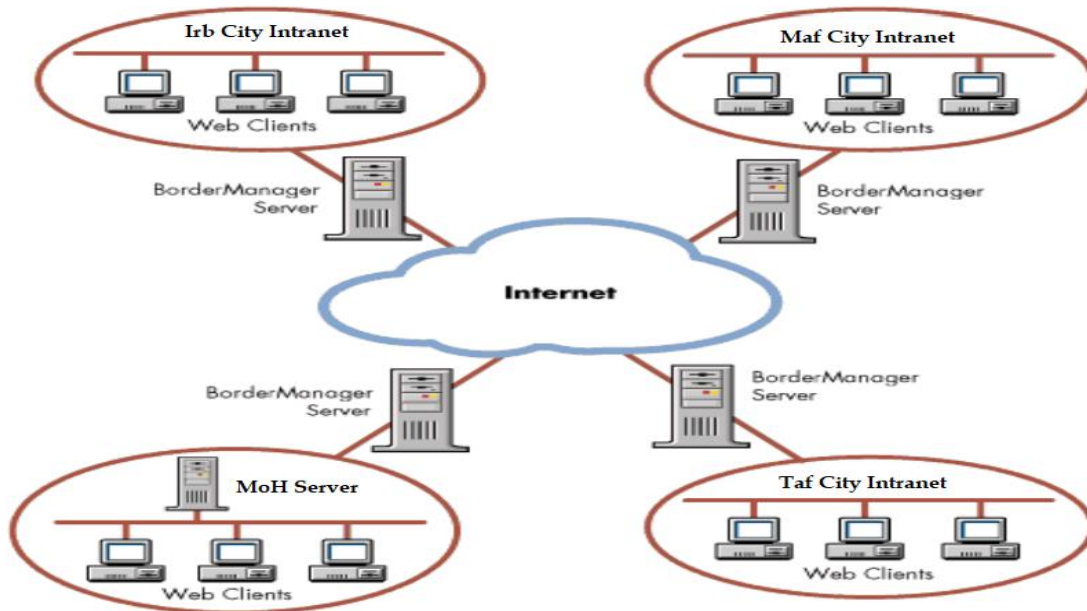 Irb City Intranet
Web Clients
Maf City Intranet
Web Clients
BorderManager
Server
BorderManager
Server
Internet
BorderManager
Server
BorderManager
Server
MoH Server
Web Clients
Taf City Intranet
Web Clients